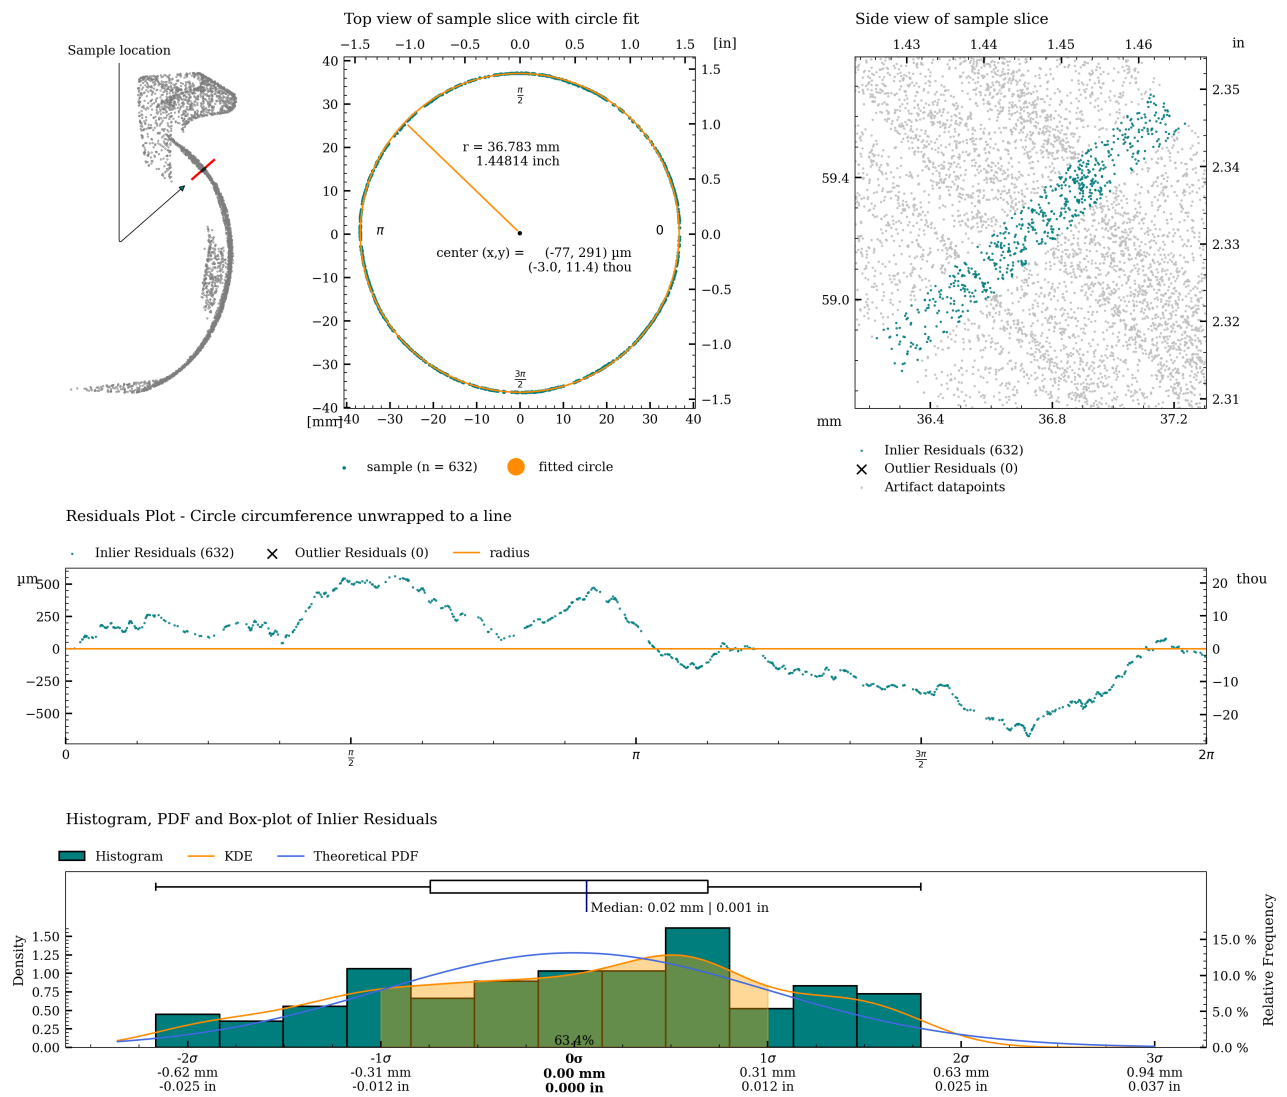 Sample location
Top view of sample slice with circle fit
−1.5 −1.0 −0.5 0.0 0.5 1.0 1.5 [in]
40 30 20 10 0 −10 −20 −30 −40
1.5 1.0 0.5 0.0 −0.5 −1.0 −1.5
π/2
r = 36.783 mm
1.44814 inch
π 0
center (x,y) = (-77, 291) µm
(-3.0, 11.4) thou
3π/2
[mm] −40 −30 −20 −10 0 10 20 30 40
sample (n = 632) fitted circle
Side view of sample slice
1.43 1.44 1.45 1.46 in
59.4 59.0
2.35 2.34 2.33 2.32 2.31
mm 36.4 36.8 37.2
Inlier Residuals (632)
Outlier Residuals (0)
Artifact datapoints
Residuals Plot - Circle circumference unwrapped to a line
Inlier Residuals (632) Outlier Residuals (0) radius
µm thou
500 250 0 −250 −500
20 10 0 −10 −20
0 π/2 π 3π/2 2π
Histogram, PDF and Box-plot of Inlier Residuals
Histogram KDE Theoretical PDF
Median: 0.02 mm | 0.001 in
Density
1.50 1.25 1.00 0.75 0.50 0.25 0.00
Relative Frequency
15.0 % 10.0 % 5.0 % 0.0 %
63.4%
-2σ -1σ 0σ 1σ 2σ 3σ
-0.62 mm -0.31 mm 0.00 mm 0.31 mm 0.63 mm 0.94 mm
-0.025 in -0.012 in 0.000 in 0.012 in 0.025 in 0.037 in